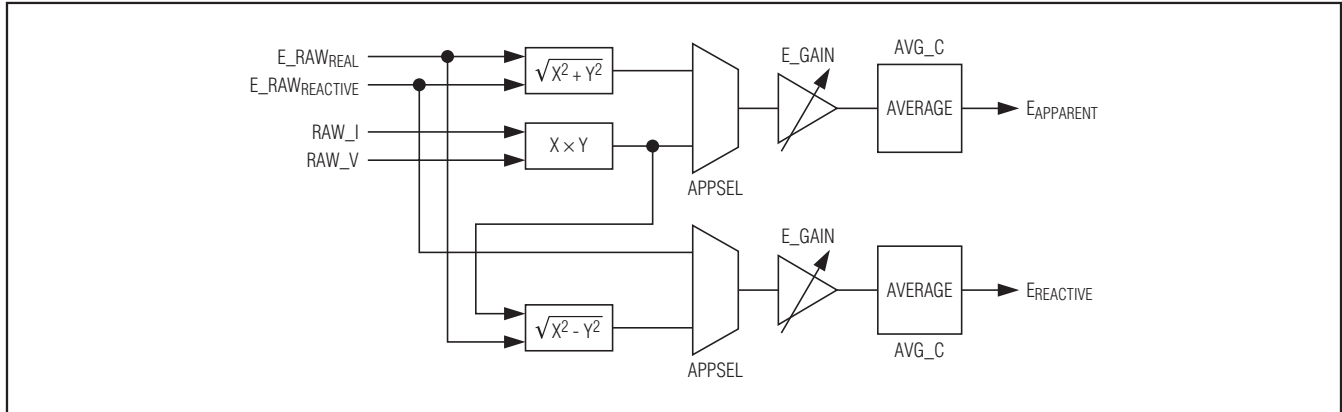 E_RAWREAL
E_RAWREACTIVE
RAW_I
RAW_V
√X² + Y²
X × Y
APPSEL
E_GAIN
AVG_C
AVERAGE
EAPPARENT
√X² - Y²
APPSEL
E_GAIN
AVERAGE
AVG_C
EREACTIVE